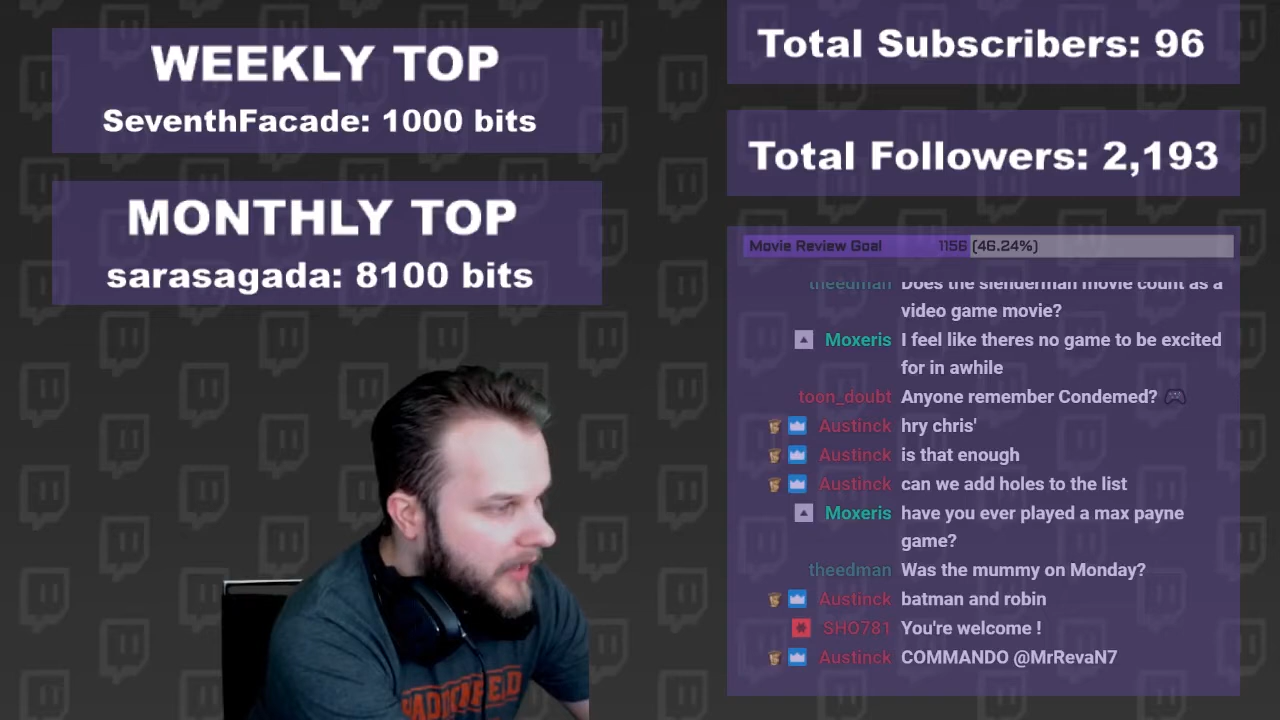 WEEKLY TOP
SeventhFacade: 1000 bits
MONTHLY TOP
sarasagada: 8100 bits
Total Subscribers: 96
Total Followers: 2,193
Movie Review Goal 1156 (46.24%)
theedman Does the slenderman movie count as a
video game movie?
Moxeris I feel like theres no game to be excited
for in awhile
toon_doubt Anyone remember Condemed?
Austinck hry chris'
Austinck is that enough
Austinck can we add holes to the list
Moxeris have you ever played a max payne
game?
theedman Was the mummy on Monday?
Austinck batman and robin
SHO781 You're welcome !
Austinck COMMANDO @MrRevaN7